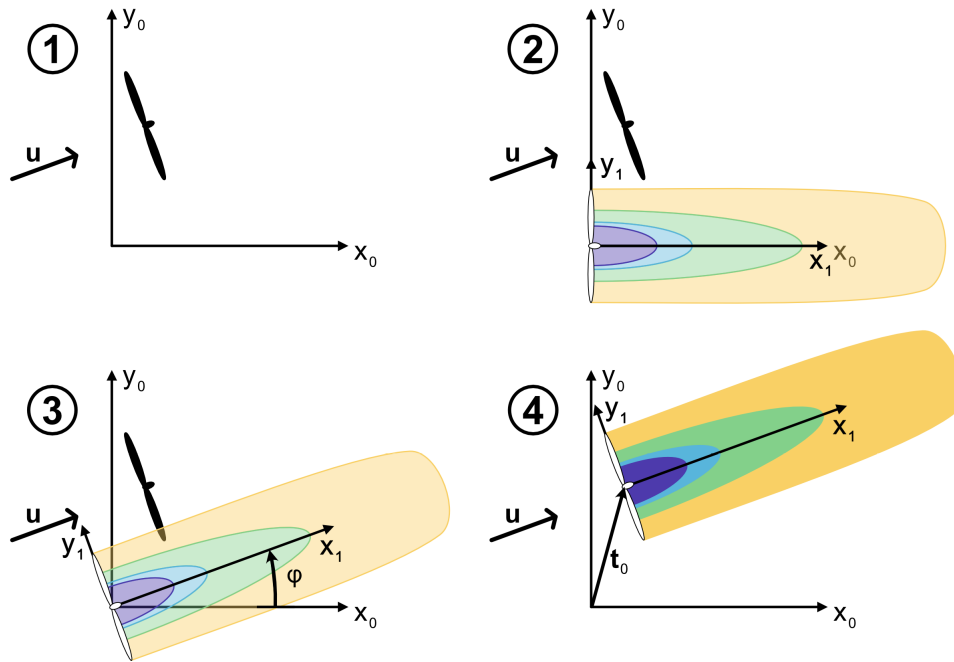 1
y₀
u
x₀
2
y₀
u
y₁
x₁ x₀
3
y₀
u
y₁
x₁
φ
x₀
4
y₀
y₁
x₁
u
t₀
x₀